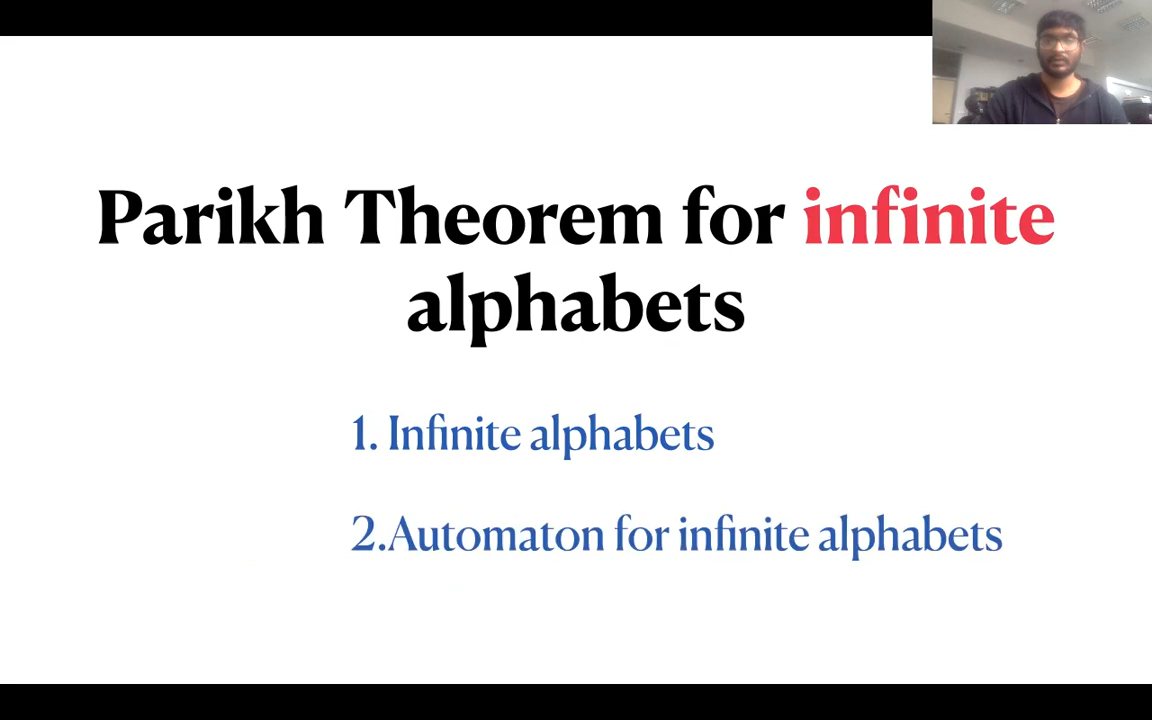 Parikh Theorem for infinite
alphabets
1. Infinite alphabets
2.Automaton for infinite alphabets